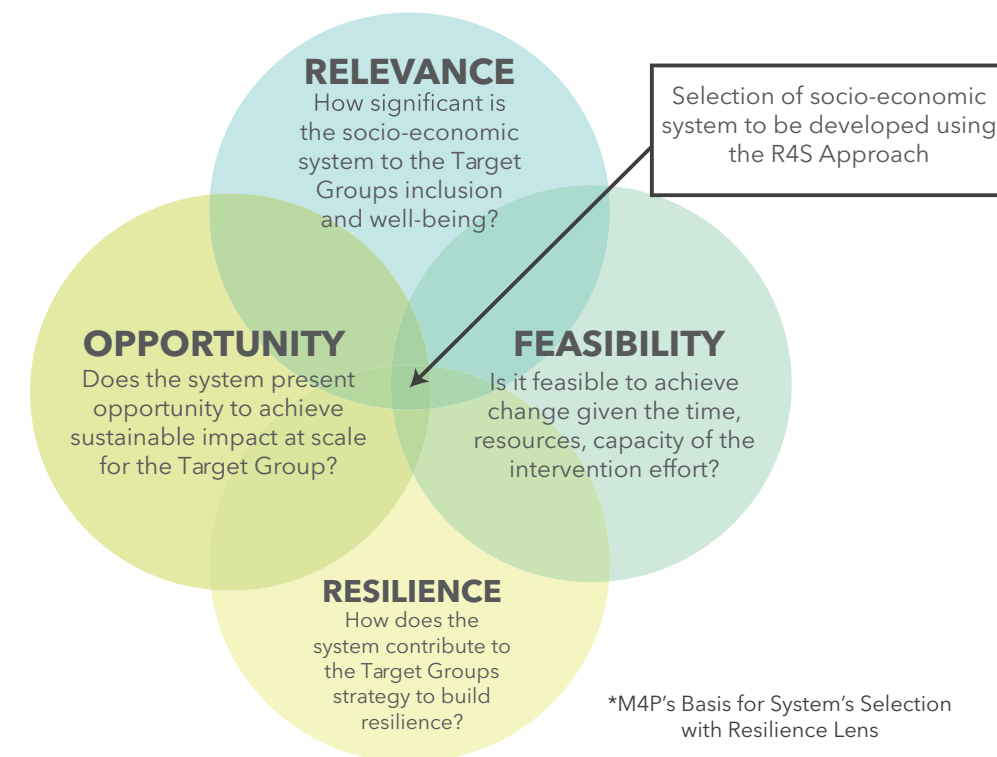 RELEVANCE
How significant is
the socio-economic
system to the Target
Groups inclusion
and well-being?
Selection of socio-economic
system to be developed using
the R4S Approach
OPPORTUNITY
Does the system present
opportunity to achieve
sustainable impact at scale
for the Target Group?
FEASIBILITY
Is it feasible to achieve
change given the time,
resources, capacity of the
intervention effort?
RESILIENCE
How does the
system contribute to
the Target Groups
strategy to build
resilience?
*M4P’s Basis for System’s Selection
with Resilience Lens